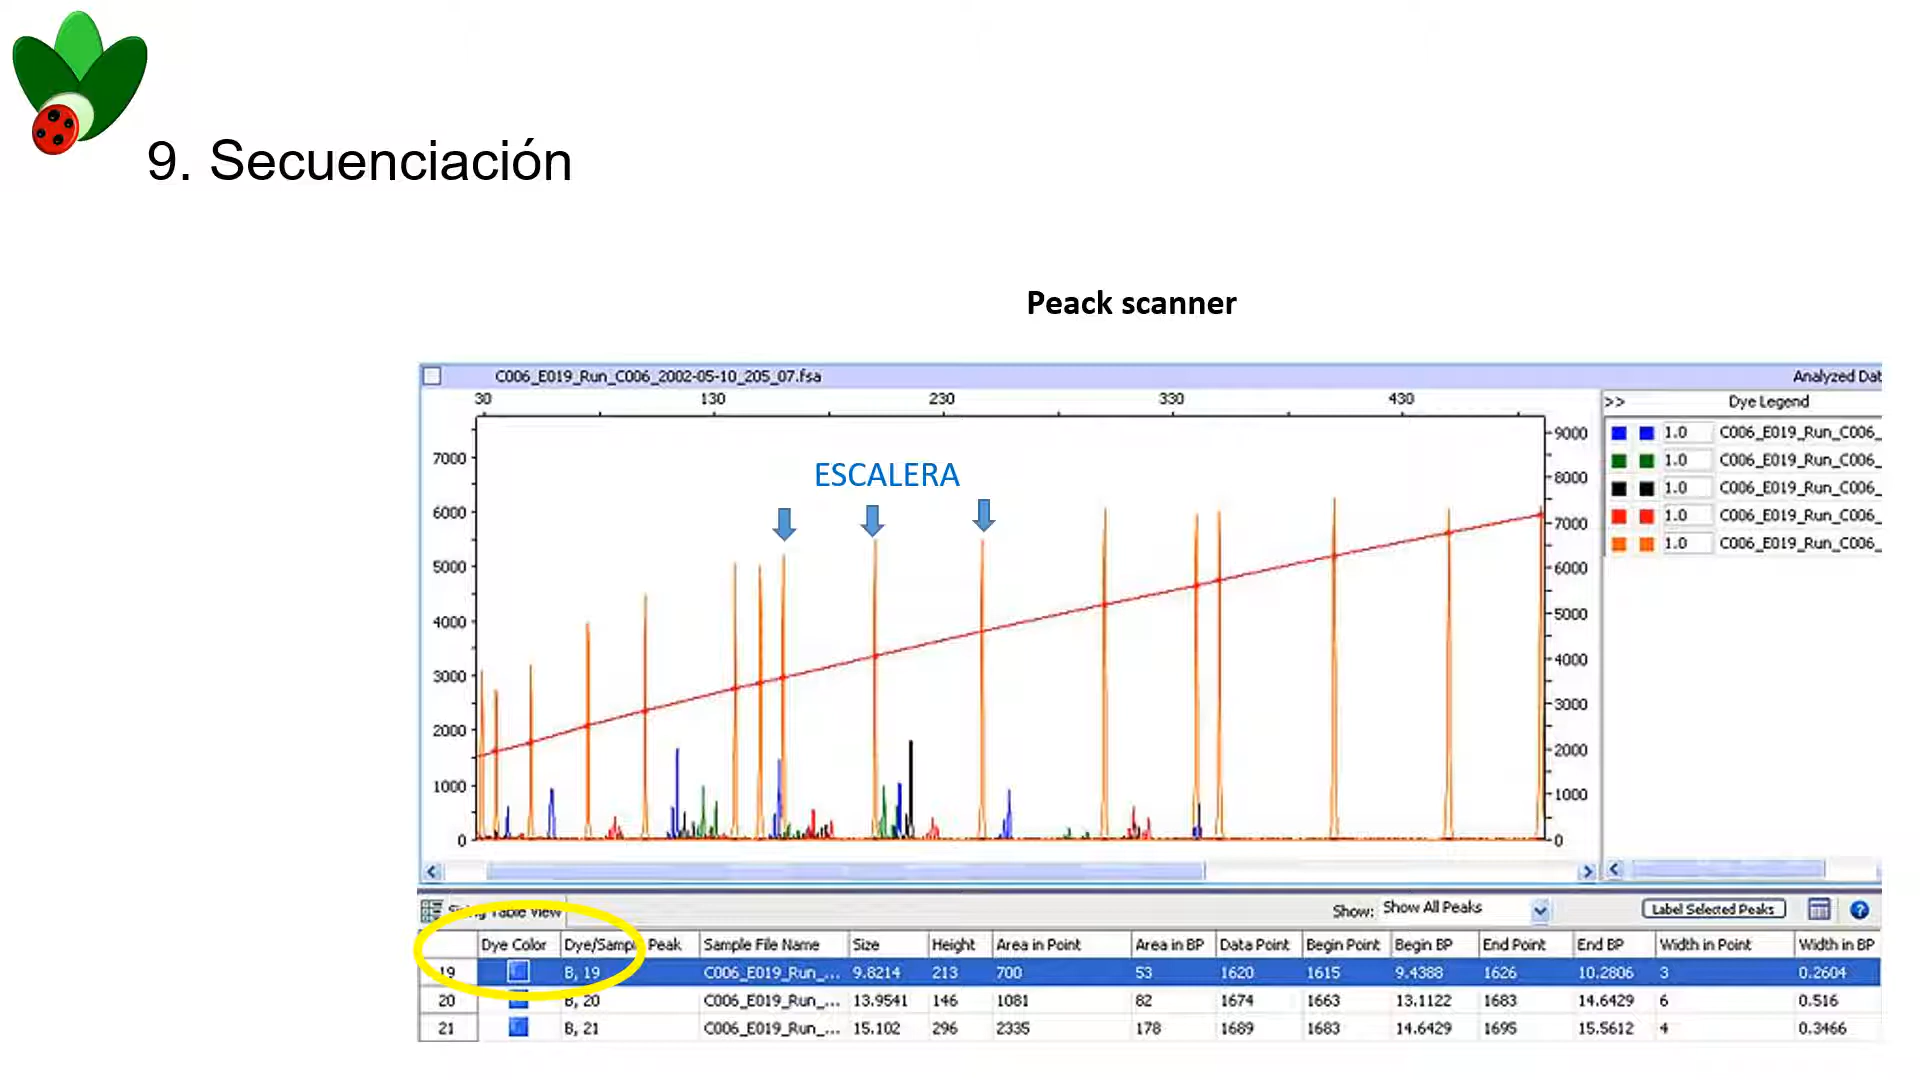 9. Secuenciación
Peack scanner
C006_E019_Run_C006_2002-05-10_205_07.fsa
Analyzed Dat
30 130 230 330 430
>> Dye Legend
1.0 C006_E019_Run_C006_
1.0 C006_E019_Run_C006_
1.0 C006_E019_Run_C006_
1.0 C006_E019_Run_C006_
1.0 C006_E019_Run_C006_
ESCALERA
7000
6000
5000
4000
3000
2000
1000
0
9000
8000
7000
6000
5000
4000
3000
2000
1000
0
Table View
Show: Show All Peaks
Label Selected Peaks
Dye Color Dye/Sample Peak Sample File Name Size Height Area in Point Area in BP Data Point Begin Point Begin BP End Point End BP Width in Point Width in BP
19 B, 19 C006_E019_Run_... 9.8214 213 700 53 1620 1615 9.4388 1626 10.2806 3 0.2604
20 B, 20 C006_E019_Run_... 13.9541 146 1081 82 1674 1663 13.1122 1683 14.6429 6 0.516
21 B, 21 C006_E019_Run_... 15.102 296 2335 178 1689 1683 14.6429 1695 15.5612 4 0.3466